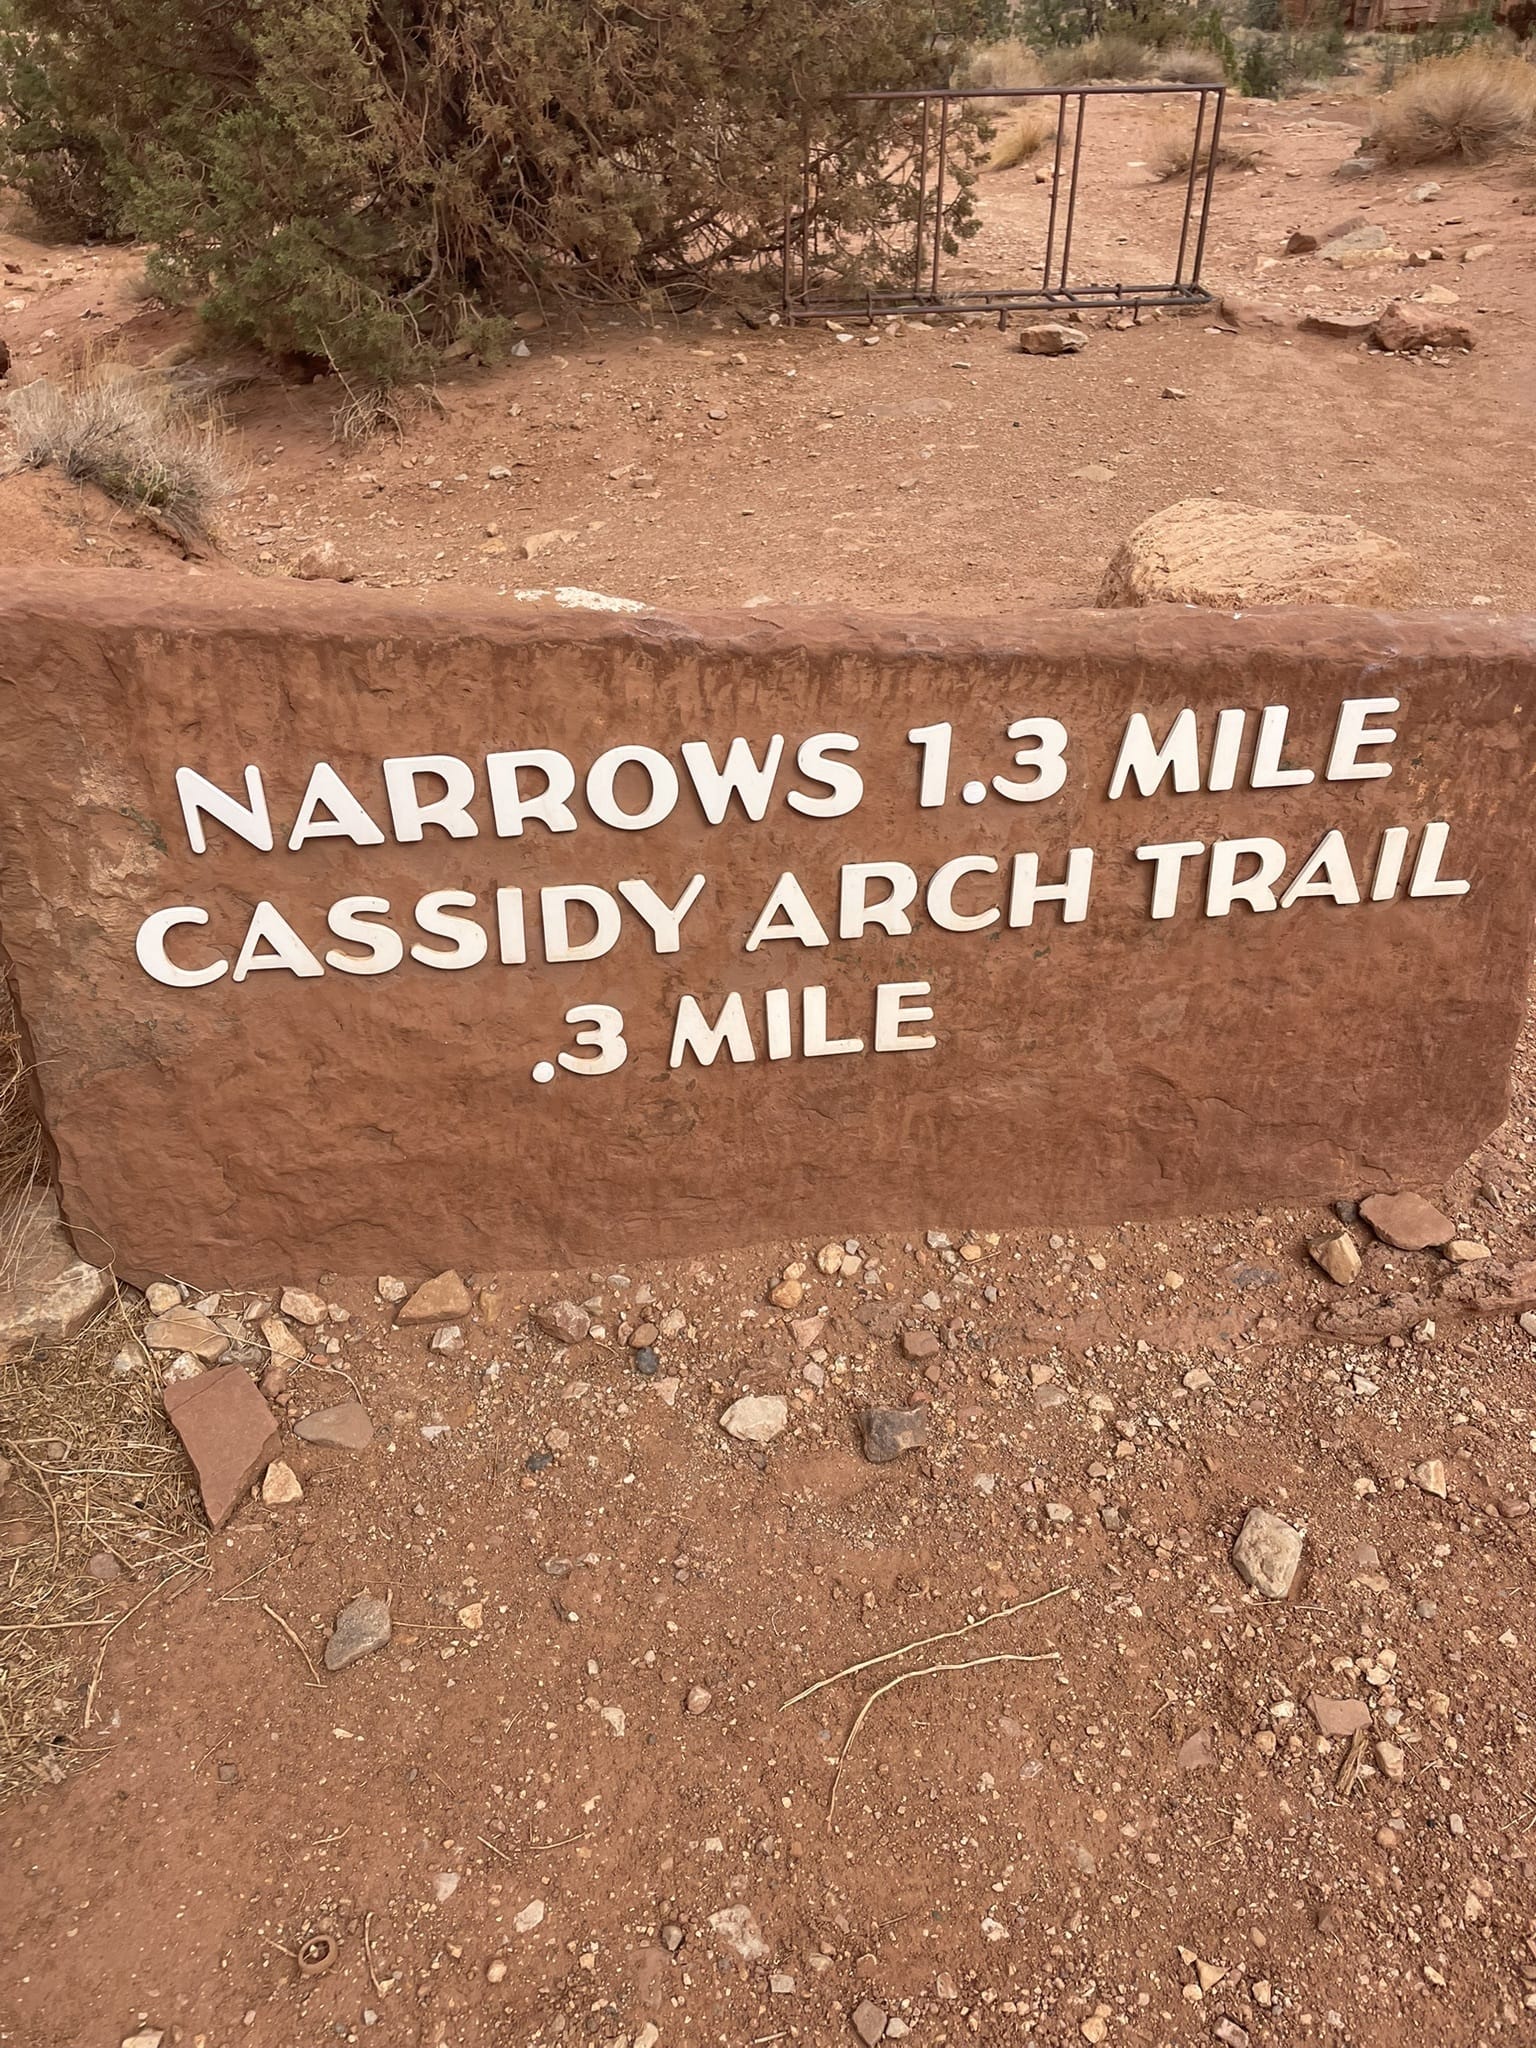 NARROWS 1.3 MILE
CASSIDY ARCH TRAIL
.3 MILE